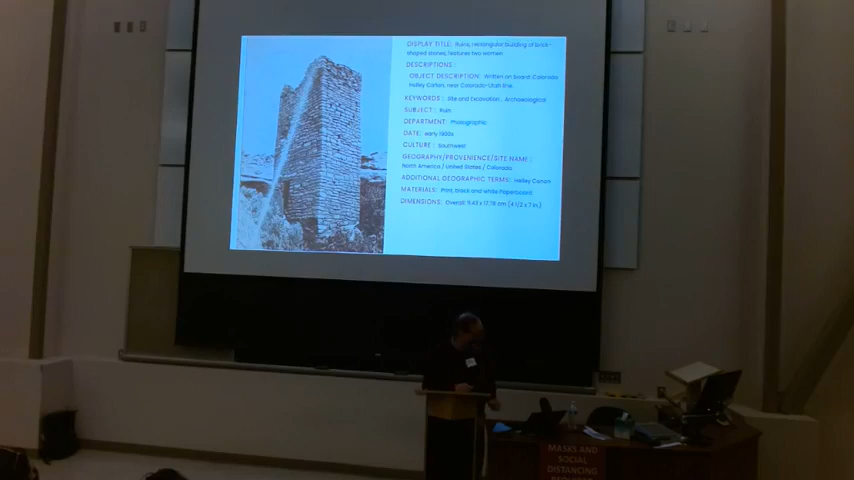 DISPLAY TITLE: Ruins, rectangular building of brick-
shaped stones; features two women
DESCRIPTIONS :
OBJECT DESCRIPTION: Written on board: Colorado
Holley Cañon, near Colorado-Utah line.
KEYWORDS : Site and Excavation , Archaeological
SUBJECT : Ruin
DEPARTMENT: Photographic
DATE: early 1900s
CULTURE : Southwest
GEOGRAPHY/PROVENIENCE/SITE NAME :
North America / United States / Colorado
ADDITIONAL GEOGRAPHIC TERMS: Holley Canon
MATERIALS: Print, black and white Paperboard
DIMENSIONS: Overall: 11.43 x 17.78 cm (4 1/2 x 7 in.)
MASKS AND
SOCIAL
DISTANCING